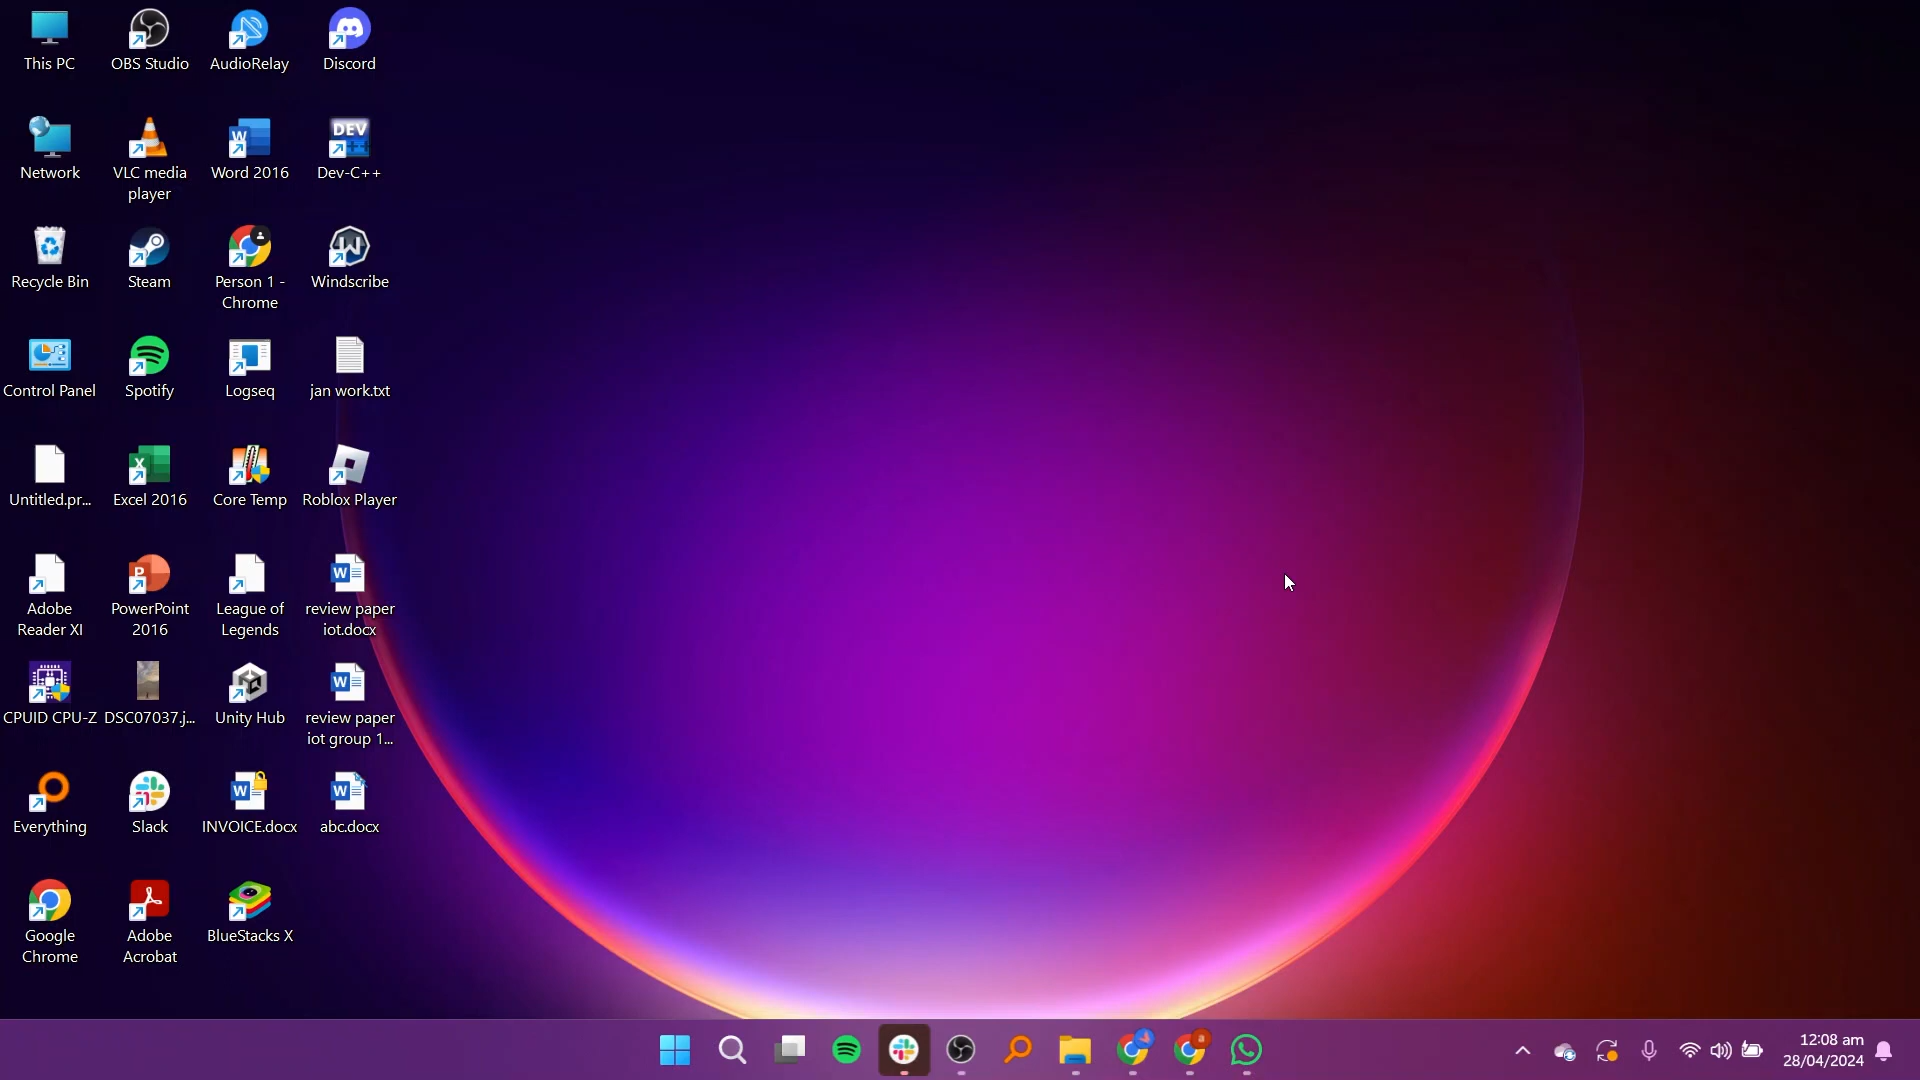 This PC
OBS Studio
AudioRelay
Discord
Network
VLC media
player
Word 2016
DEV
Dev-C++
Recycle Bin
Steam
Person 1 -
Chrome
Windscribe
Control Panel
Spotify
Logseq
jan work.txt
Untitled.pr...
Excel 2016
Core Temp
Roblox Player
Adobe
Reader XI
PowerPoint
2016
League of
Legends
review paper
iot.docx
CPUID CPU-Z
DSC07037.j...
Unity Hub
review paper
iot group 1...
Everything
Slack
INVOICE.docx
abc.docx
Google
Chrome
Adobe
Acrobat
BlueStacks X
12:08 am
28/04/2024